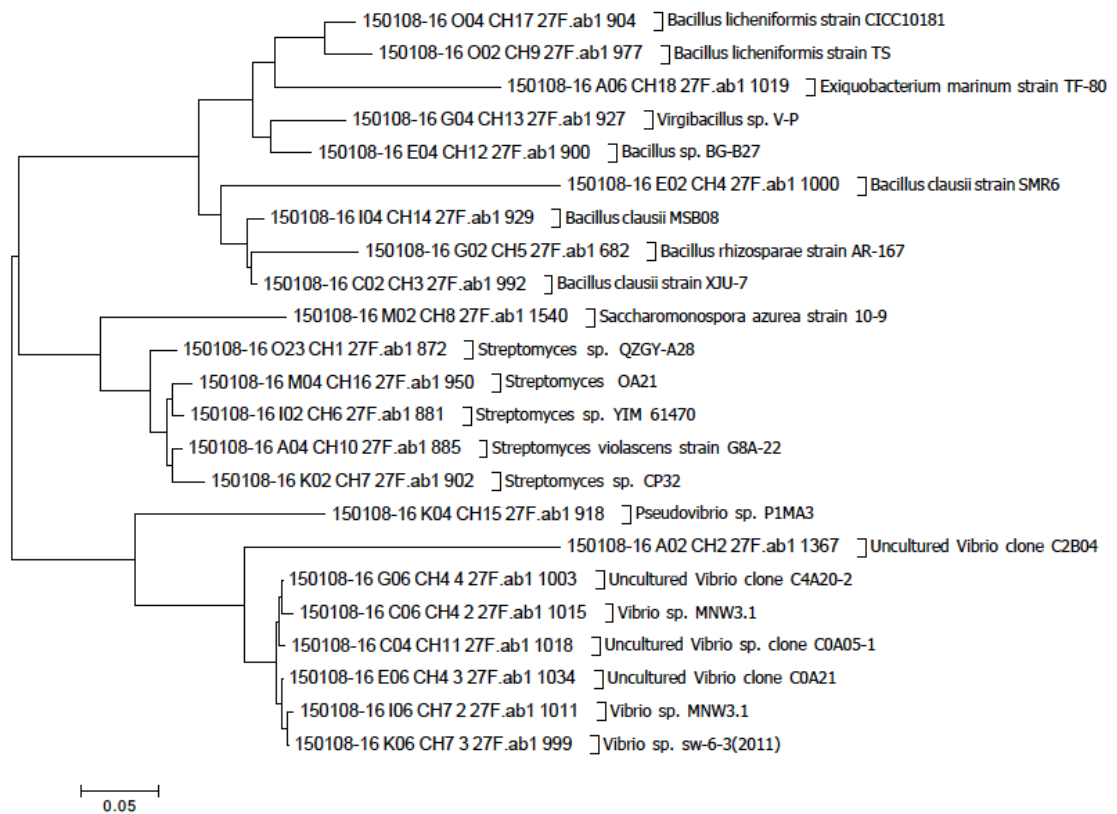 150108-16 O04 CH17 27F.ab1 904 Bacillus licheniformis strain CICC10181
150108-16 O02 CH9 27F.ab1 977 Bacillus licheniformis strain TS
150108-16 A06 CH18 27F.ab1 1019 Exiquobacterium marinum strain TF-80
150108-16 G04 CH13 27F.ab1 927 Virgibacillus sp. V-P
150108-16 E04 CH12 27F.ab1 900 Bacillus sp. BG-B27
150108-16 E02 CH4 27F.ab1 1000 Bacillus clausii strain SMR6
150108-16 I04 CH14 27F.ab1 929 Bacillus clausii MSB08
150108-16 G02 CH5 27F.ab1 682 Bacillus rhizosparae strain AR-167
150108-16 C02 CH3 27F.ab1 992 Bacillus clausii strain XJU-7
150108-16 M02 CH8 27F.ab1 1540 Saccharomonospora azurea strain 10-9
150108-16 O23 CH1 27F.ab1 872 Streptomyces sp. QZGY-A28
150108-16 M04 CH16 27F.ab1 950 Streptomyces OA21
150108-16 I02 CH6 27F.ab1 881 Streptomyces sp. YIM 61470
150108-16 A04 CH10 27F.ab1 885 Streptomyces violascens strain G8A-22
150108-16 K02 CH7 27F.ab1 902 Streptomyces sp. CP32
150108-16 K04 CH15 27F.ab1 918 Pseudovibrio sp. P1MA3
150108-16 A02 CH2 27F.ab1 1367 Uncultured Vibrio clone C2B04
150108-16 G06 CH4 4 27F.ab1 1003 Uncultured Vibrio clone C4A20-2
150108-16 C06 CH4 2 27F.ab1 1015 Vibrio sp. MNW3.1
150108-16 C04 CH11 27F.ab1 1018 Uncultured Vibrio sp. clone C0A05-1
150108-16 E06 CH4 3 27F.ab1 1034 Uncultured Vibrio clone C0A21
150108-16 I06 CH7 2 27F.ab1 1011 Vibrio sp. MNW3.1
150108-16 K06 CH7 3 27F.ab1 999 Vibrio sp. sw-6-3(2011)
0.05